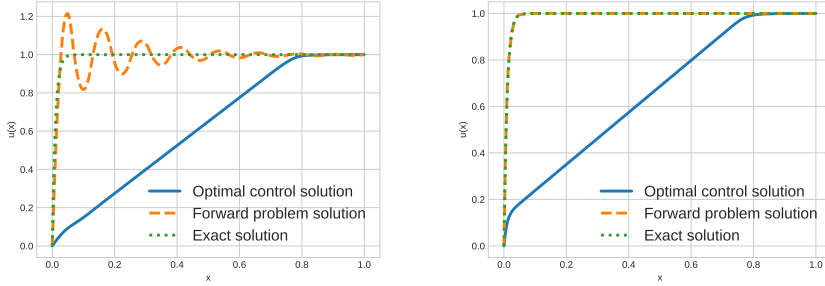 1.2
1.0
0.8
0.6
0.4
0.2
0.0
u(x)
Optimal control solution
Forward problem solution
Exact solution
0.0 0.2 0.4 0.6 0.8 1.0
x
1.0
0.8
0.6
0.4
0.2
0.0
u(x)
Optimal control solution
Forward problem solution
Exact solution
0.0 0.2 0.4 0.6 0.8 1.0
x